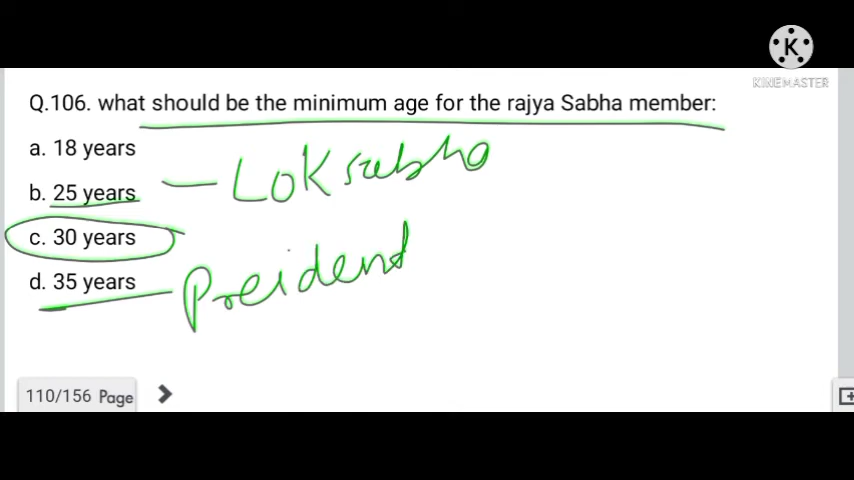 K
KINEMASTER
Q.106. what should be the minimum age for the rajya Sabha member:
a. 18 years
b. 25 years — Lok sabha
c. 30 years
d. 35 years Preident
110/156 Page